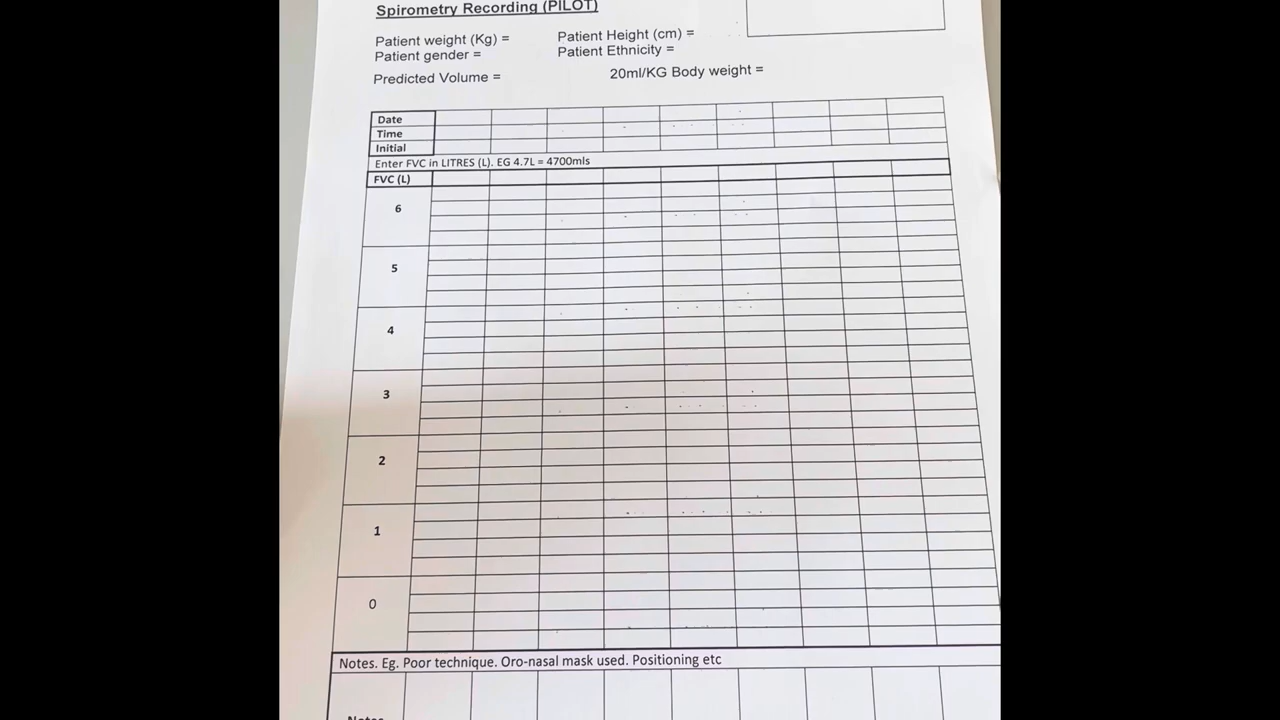 Spirometry Recording (PILOT)
Patient weight (Kg) = Patient Height (cm) =
Patient gender = Patient Ethnicity =
Predicted Volume = 20ml/KG Body weight =
Date
Time
Initial
Enter FVC in LITRES (L). EG 4.7L = 4700mls
FVC (L)
6
5
4
3
2
1
0
Notes. Eg. Poor technique. Oro-nasal mask used. Positioning etc
Notes